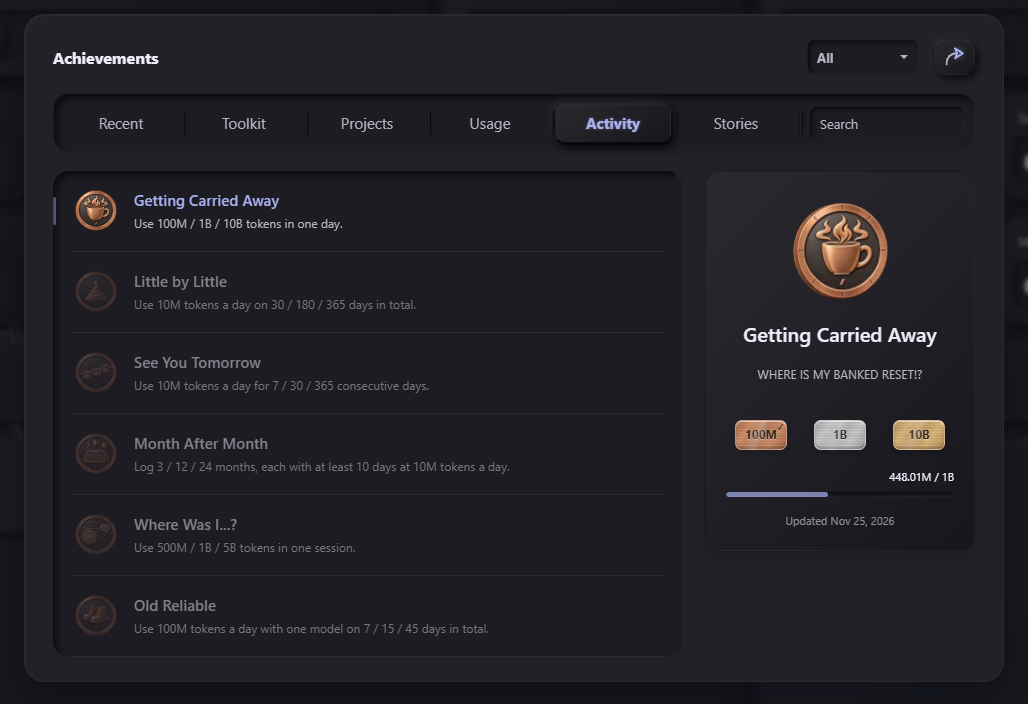 Achievements
All
Recent
Toolkit
Projects
Usage
Activity
Stories
Search
Getting Carried Away
Use 100M / 1B / 10B tokens in one day.
Little by Little
Use 10M tokens a day on 30 / 180 / 365 days in total.
See You Tomorrow
Use 10M tokens a day for 7 / 30 / 365 consecutive days.
Month After Month
Log 3 / 12 / 24 months, each with at least 10 days at 10M tokens a day.
Where Was I...?
Use 500M / 1B / 5B tokens in one session.
Old Reliable
Use 100M tokens a day with one model on 7 / 15 / 45 days in total.
Getting Carried Away
WHERE IS MY BANKED RESET!?
100M✓
1B
10B
448.01M / 1B
Updated Nov 25, 2026